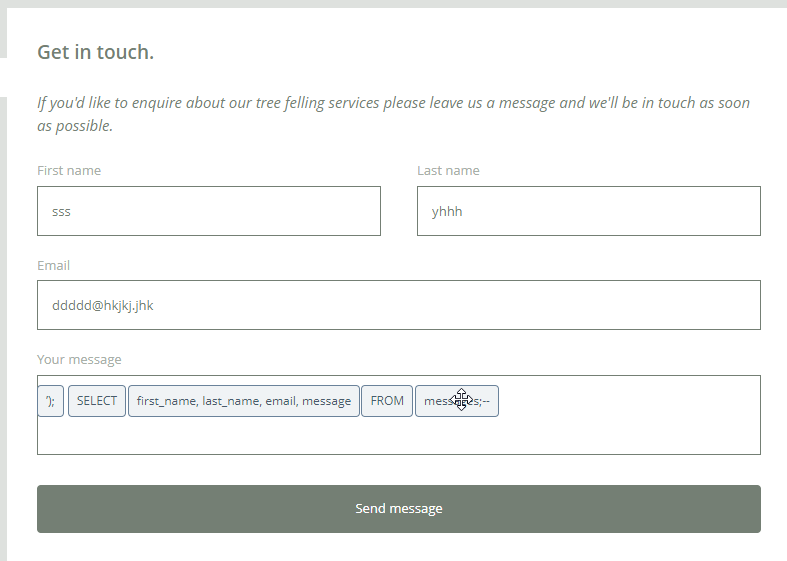 Get in touch.
If you'd like to enquire about our tree felling services please leave us a message and we'll be in touch as soon
as possible.
First name
Last name
sss
yhhh
Email
ddddd@hkjkj.jhk
Your message
'); SELECT first_name, last_name, email, message FROM messages;--
Send message